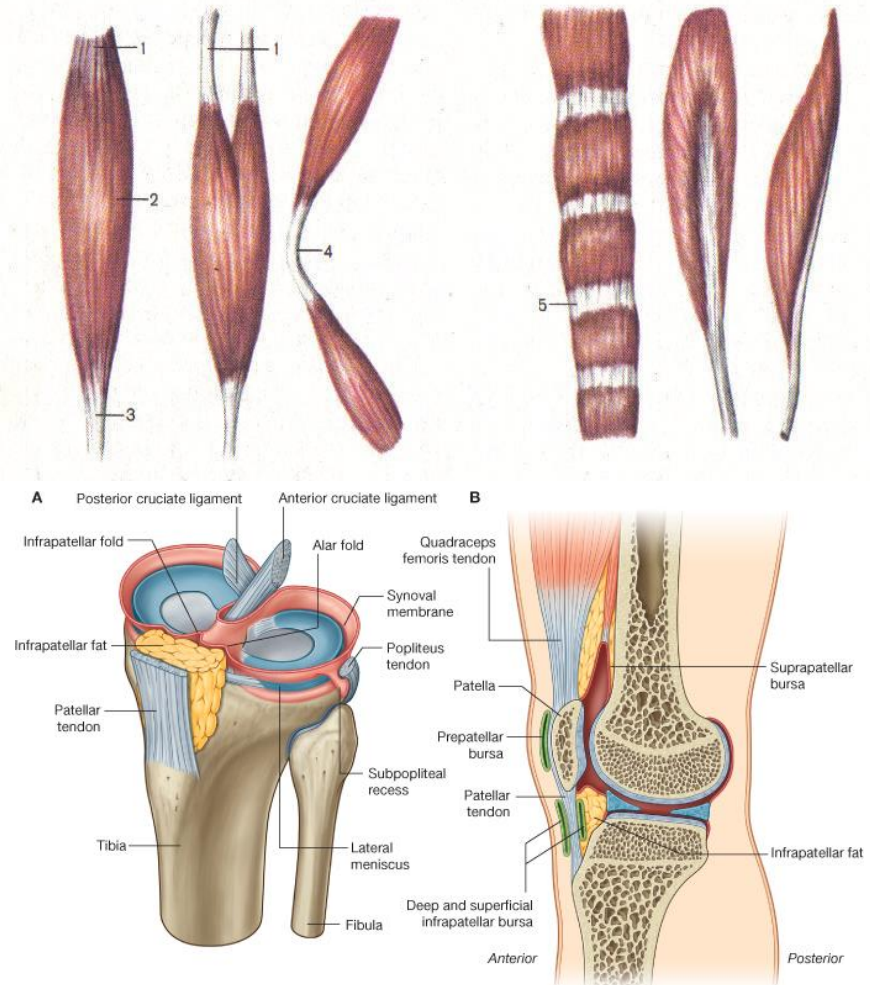 1
1
2
4
5
3
A
Posterior cruciate ligament
Anterior cruciate ligament
Infrapatellar fold
Alar fold
Synoval
membrane
Infrapatellar fat
Popliteus
tendon
Patellar
tendon
Subpopliteal
recess
Tibia
Lateral
meniscus
Fibula
B
Quadraceps
femoris tendon
Suprapatellar
bursa
Patella
Prepatellar
bursa
Patellar
tendon
Infrapatellar fat
Deep and superficial
infrapatellar bursa
Anterior
Posterior